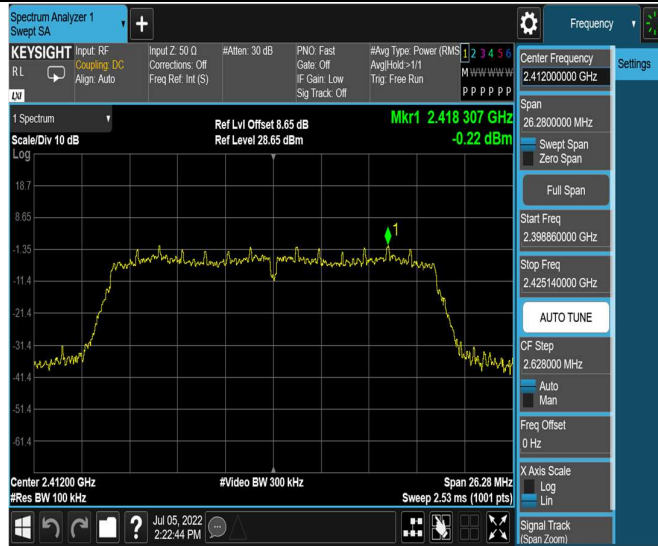 Spectrum Analyzer 1
Swept SA
+
Frequency
KEYSIGHT
RL
LXI
Input: RF
Coupling: DC
Align: Auto
Input Z: 50 Ω
Corrections: Off
Freq Ref: Int (S)
#Atten: 30 dB
PNO: Fast
Gate: Off
IF Gain: Low
Sig Track: Off
#Avg Type: Power (RMS
Avg|Hold:>1/1
Trig: Free Run
1 2 3 4 5 6
M W W W W W
P P P P P P
Center Frequency
2.412000000 GHz
Settings
Span
26.2800000 MHz
Swept Span
Zero Span
Full Span
Start Freq
2.398860000 GHz
Stop Freq
2.425140000 GHz
AUTO TUNE
CF Step
2.628000 MHz
Auto
Man
Freq Offset
0 Hz
X Axis Scale
Log
Lin
Signal Track
(Span Zoom)
1 Spectrum
Scale/Div 10 dB
Log
Ref Lvl Offset 8.65 dB
Ref Level 28.65 dBm
Mkr1 2.418 307 GHz
-0.22 dBm
18.7
8.65
-1.35
-11.4
-21.4
-31.4
-41.4
-51.4
-61.4
1
Center 2.41200 GHz
#Res BW 100 kHz
#Video BW 300 kHz
Span 26.28 MHz
Sweep 2.53 ms (1001 pts)
?
Jul 05, 2022
2:22:44 PM